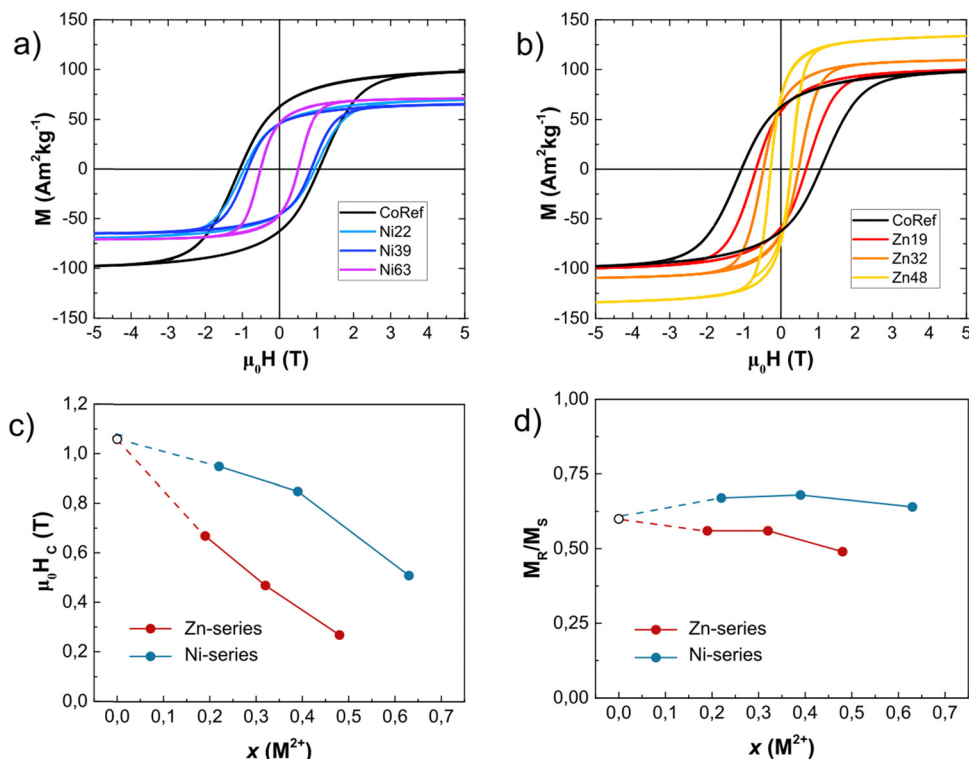 a)
150
100
50
0
-50
-100
-150
M (Am²kg⁻¹)
CoRef
Ni22
Ni39
Ni63
-5 -4 -3 -2 -1 0 1 2 3 4 5
μ₀H (T)
b)
150
100
50
0
-50
-100
-150
M (Am²kg⁻¹)
CoRef
Zn19
Zn32
Zn48
-5 -4 -3 -2 -1 0 1 2 3 4 5
μ₀H (T)
c)
1,2
1,0
0,8
0,6
0,4
0,2
0,0
μ₀H_C (T)
Zn-series
Ni-series
0,0 0,1 0,2 0,3 0,4 0,5 0,6 0,7
x (M²⁺)
d)
1,00
0,75
0,50
0,25
0,00
M_R/M_S
Zn-series
Ni-series
0,0 0,1 0,2 0,3 0,4 0,5 0,6 0,7
x (M²⁺)